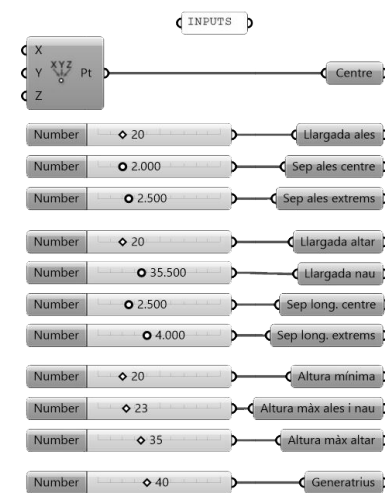 INPUTS
X
Y XYZ Pt Centre
Z
Number 20 Llargada ales
Number 2.000 Sep ales centre
Number 2.500 Sep ales extrems
Number 20 Llargada altar
Number 35.500 Llargada nau
Number 2.500 Sep long. centre
Number 4.000 Sep long. extrems
Number 20 Altura mínima
Number 23 Altura màx ales i nau
Number 35 Altura màx altar
Number 40 Generatrius